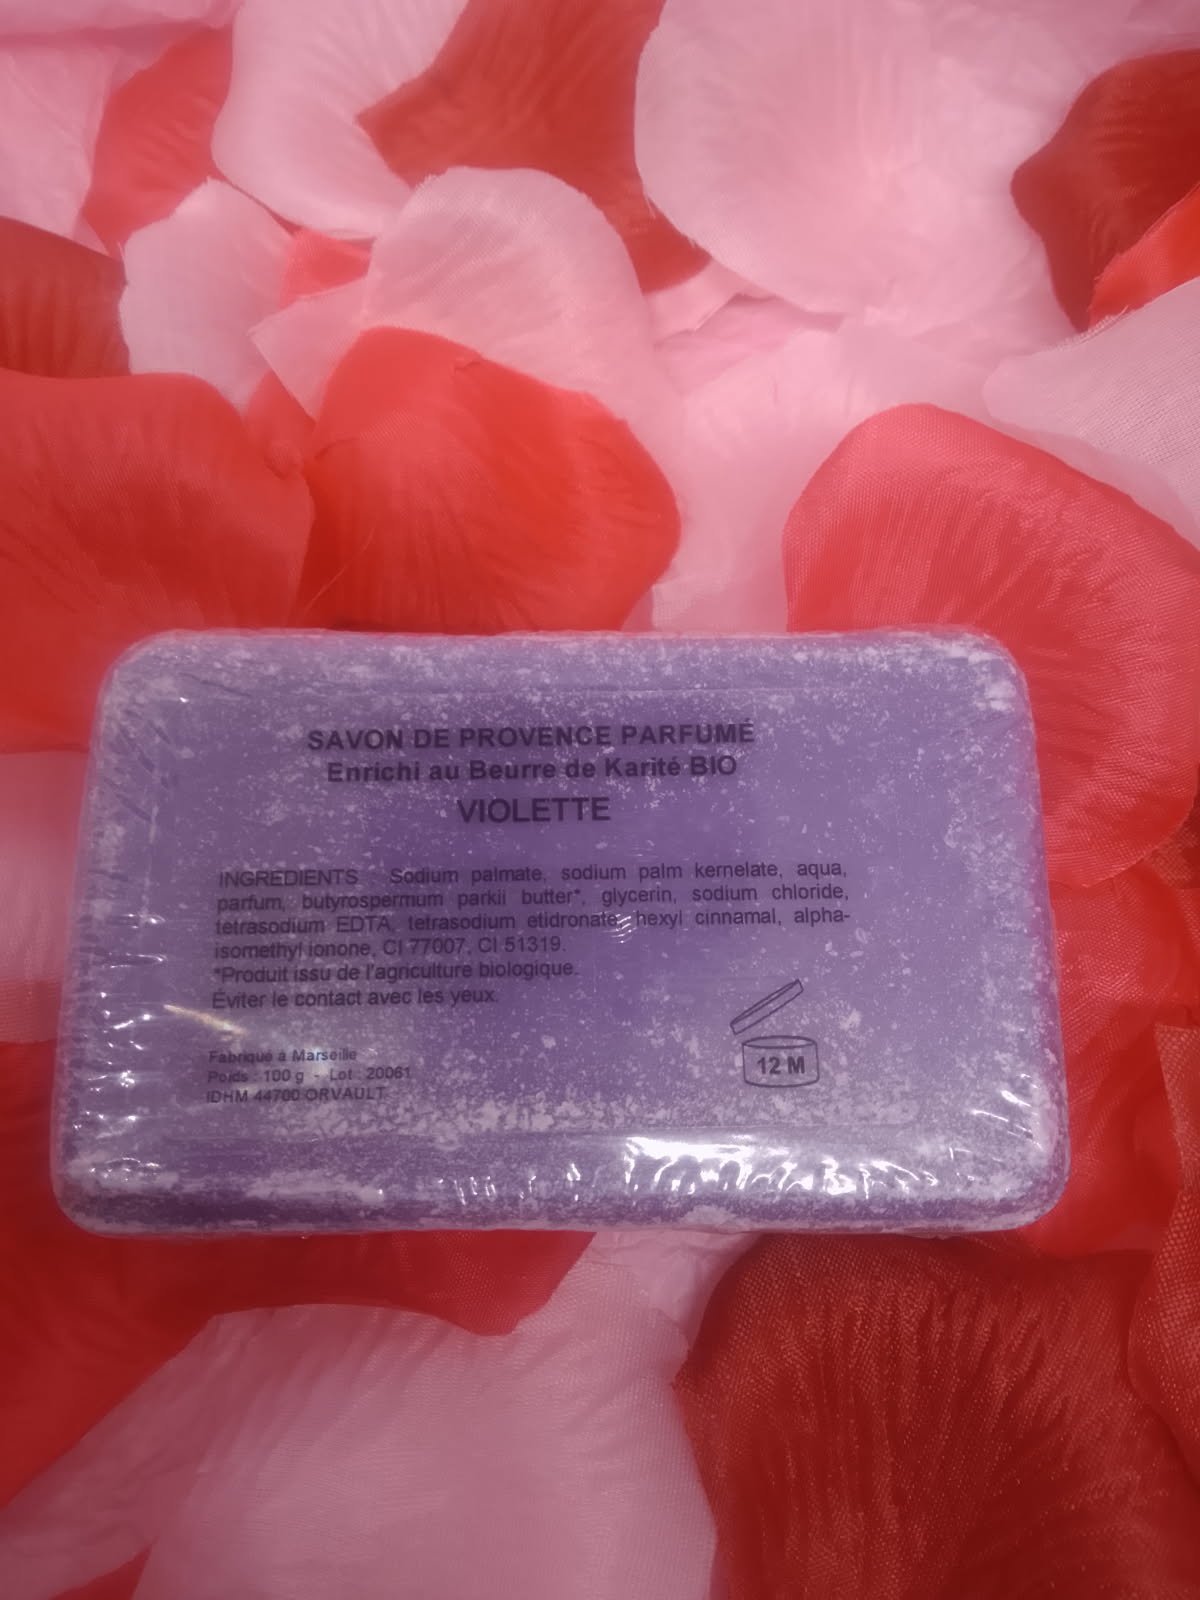 SAVON DE PROVENCE PARFUMÉ
Enrichi au Beurre de Karité BIO
VIOLETTE
INGREDIENTS Sodium palmate, sodium palm kernelate, aqua,
parfum, butyrospermum parkii butter*, glycerin, sodium chloride,
tetrasodium EDTA, tetrasodium etidronate, hexyl cinnamal, alpha-
isomethyl ionone, CI 77007, CI 51319.
*Produit issu de l'agriculture biologique.
Éviter le contact avec les yeux.
Fabriqué à Marseille
Poids : 100 g - Lot : 20061
IDHM 44700 ORVAULT
12 M